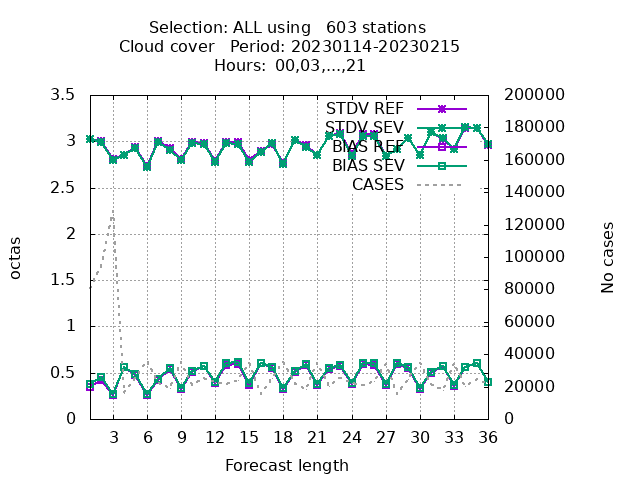 Selection: ALL using   603 stations
Cloud cover   Period: 20230114-20230215
Hours: 00,03,...,21
3.5
3
2.5
2
1.5
1
0.5
0
octas
200000
180000
160000
140000
120000
100000
80000
60000
40000
20000
0
No cases
STDV REF
STDV SEV
BIAS REF
BIAS SEV
CASES
3 6 9 12 15 18 21 24 27 30 33 36
Forecast length